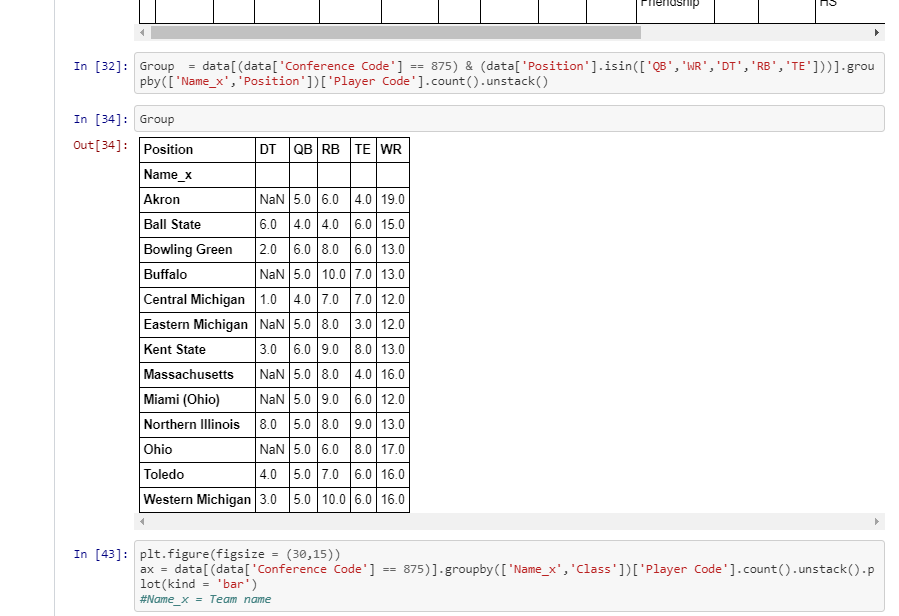 Friendship HS
In [32]: Group  = data[(data['Conference Code'] == 875) & (data['Position'].isin(['QB','WR','DT','RB','TE']))].grou
pby(['Name_x','Position'])['Player Code'].count().unstack()
In [34]: Group
Out[34]: Position DT QB RB TE WR
Name_x
Akron NaN 5.0 6.0 4.0 19.0
Ball State 6.0 4.0 4.0 6.0 15.0
Bowling Green 2.0 6.0 8.0 6.0 13.0
Buffalo NaN 5.0 10.0 7.0 13.0
Central Michigan 1.0 4.0 7.0 7.0 12.0
Eastern Michigan NaN 5.0 8.0 3.0 12.0
Kent State 3.0 6.0 9.0 8.0 13.0
Massachusetts NaN 5.0 8.0 4.0 16.0
Miami (Ohio) NaN 5.0 9.0 6.0 12.0
Northern Illinois 8.0 5.0 8.0 9.0 13.0
Ohio NaN 5.0 6.0 8.0 17.0
Toledo 4.0 5.0 7.0 6.0 16.0
Western Michigan 3.0 5.0 10.0 6.0 16.0
In [43]: plt.figure(figsize = (30,15))
ax = data[(data['Conference Code'] == 875)].groupby(['Name_x','Class'])['Player Code'].count().unstack().p
lot(kind = 'bar')
#Name_x = Team name